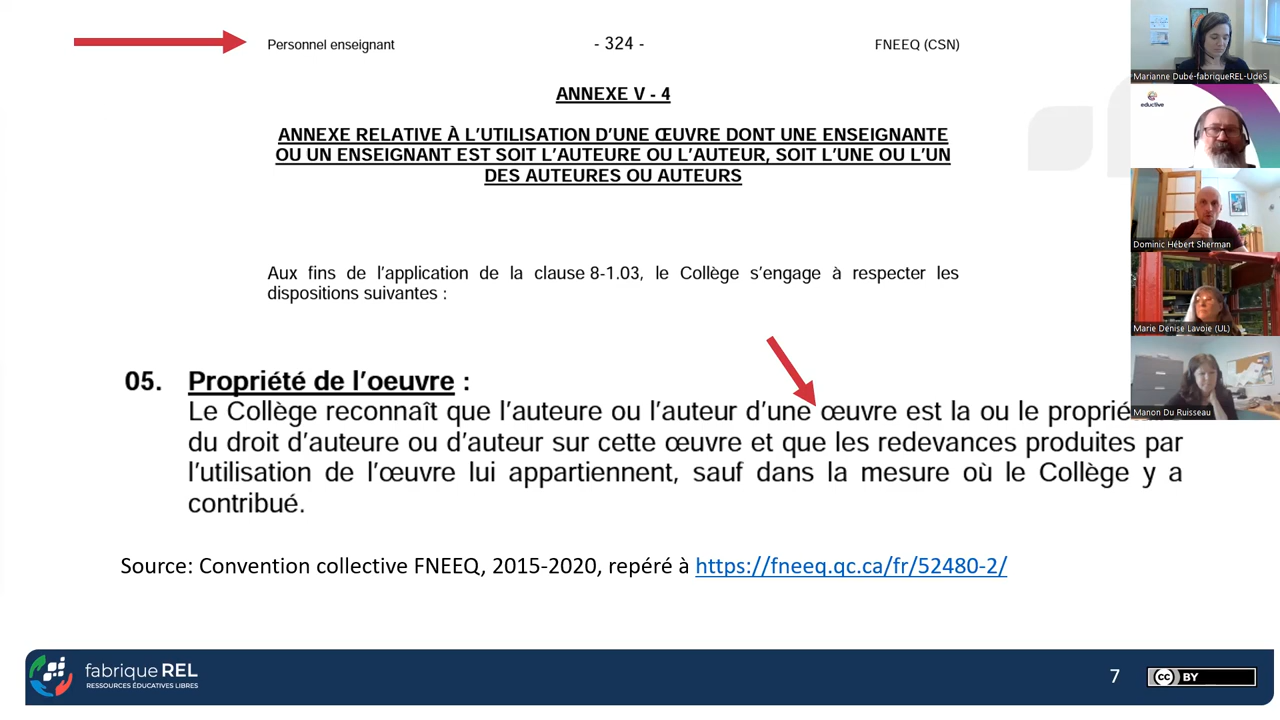 Personnel enseignant - 324 - FNEEQ (CSN)
ANNEXE V - 4
ANNEXE RELATIVE À L'UTILISATION D'UNE ŒUVRE DONT UNE ENSEIGNANTE
OU UN ENSEIGNANT EST SOIT L'AUTEURE OU L'AUTEUR, SOIT L'UNE OU L'UN
DES AUTEURES OU AUTEURS
Aux fins de l'application de la clause 8-1.03, le Collège s'engage à respecter les
dispositions suivantes :
05. Propriété de l'oeuvre :
Le Collège reconnaît que l'auteure ou l'auteur d'une œuvre est la ou le proprié
du droit d'auteure ou d'auteur sur cette œuvre et que les redevances produites par
l'utilisation de l'œuvre lui appartiennent, sauf dans la mesure où le Collège y a
contribué.
Source: Convention collective FNEEQ, 2015-2020, repéré à https://fneeq.qc.ca/fr/52480-2/
fabrique REL
RESSOURCES ÉDUCATIVES LIBRES
7
cc BY
Marianne Dubé-fabriqueREL-UdeS
eductive
Dominic Hébert Sherman
Marie Denise Lavoie (UL)
Manon Du Ruisseau